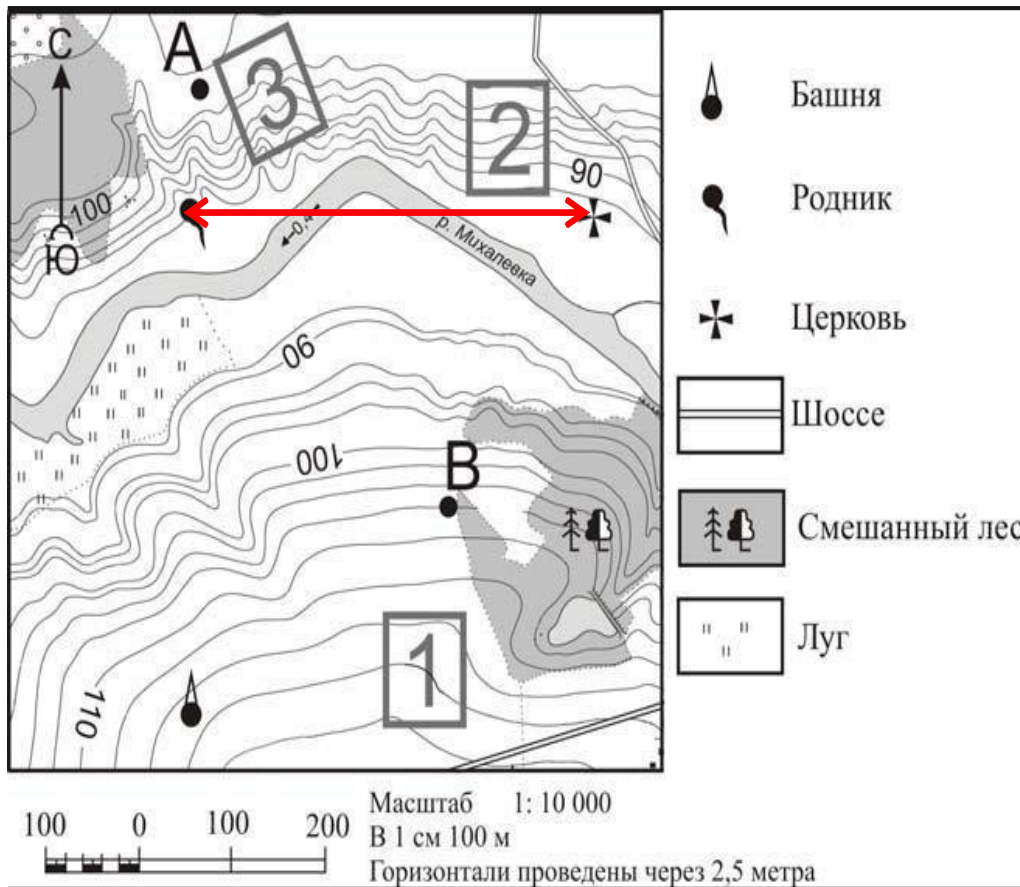 С
А
3
2
90
100
Ю
0,4
р. Михалевка
90
100
В
1
110
Башня
Родник
Церковь
Шоссе
Смешанный лес
Луг
100 0 100 200
Масштаб 1: 10 000
В 1 см 100 м
Горизонтали проведены через 2,5 метра